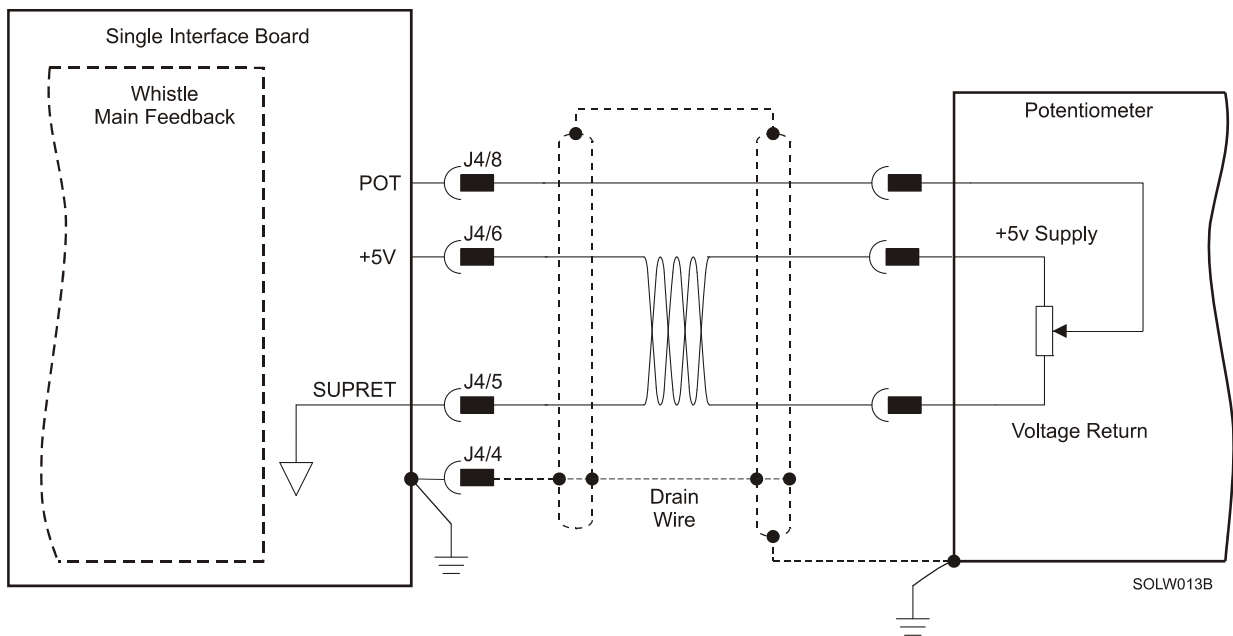 Single Interface Board
Whistle
Main Feedback
Potentiometer
J4/8
POT
J4/6
+5V
+5v Supply
J4/5
SUPRET
Voltage Return
J4/4
Drain
Wire
SOLW013B